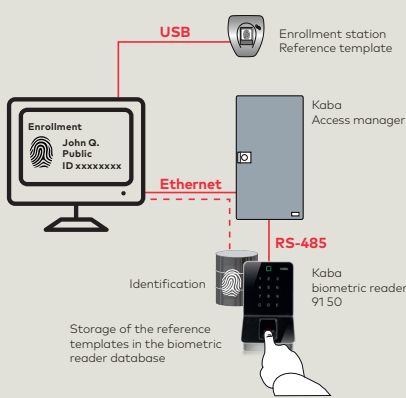 USB
Enrollment station
Reference template
Enrollment
John Q.
Public
ID xxxxxxxx
Kaba
Access manager
Ethernet
RS-485
Identification
Kaba
biometric reader
91 50
Storage of the reference
templates in the biometric
reader database